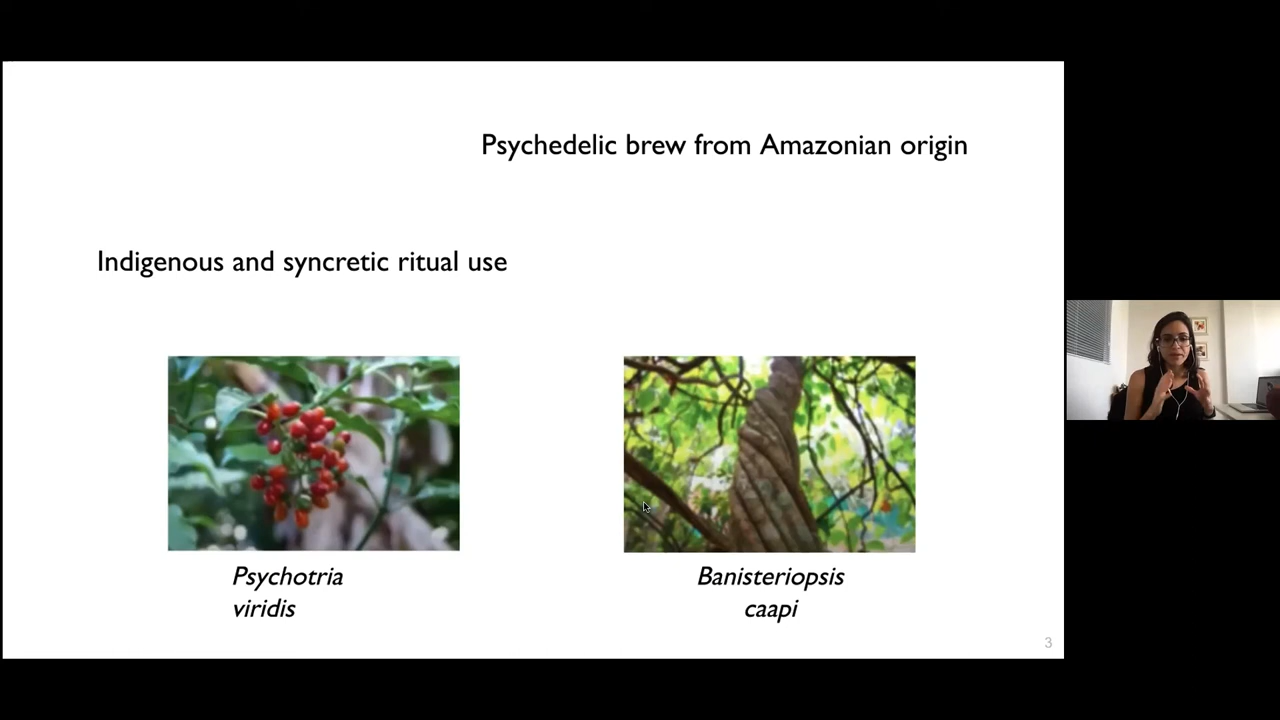 Psychedelic brew from Amazonian origin
Indigenous and syncretic ritual use
Psychotria
viridis
Banisteriopsis
caapi
3